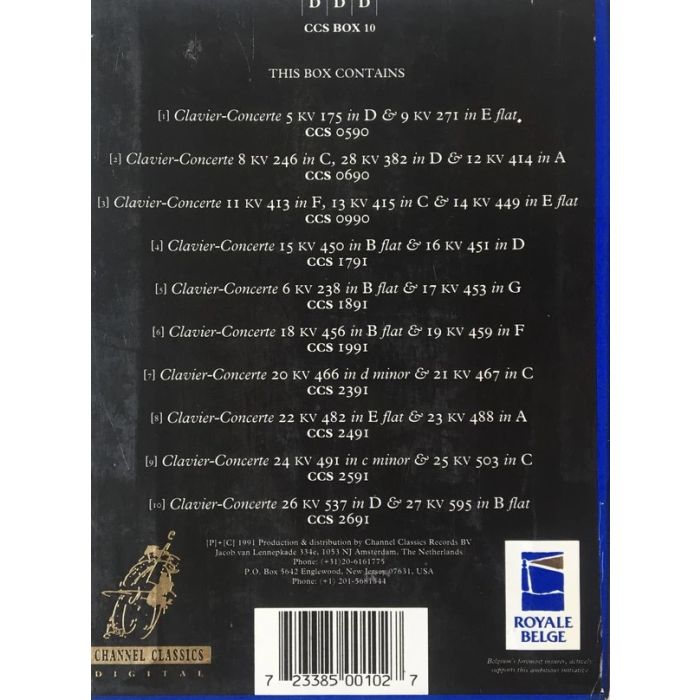 D D D
CCS BOX 10
THIS BOX CONTAINS
[1] Clavier-Concerte 5 KV 175 in D & 9 KV 271 in E flat.
CCS 0590
[2] Clavier-Concerte 8 KV 246 in C, 28 KV 382 in D & 12 KV 414 in A
CCS 0690
[3] Clavier-Concerte 11 KV 413 in F, 13 KV 415 in C & 14 KV 449 in E flat
CCS 0990
[4] Clavier-Concerte 15 KV 450 in B flat & 16 KV 451 in D
CCS 1791
[5] Clavier-Concerte 6 KV 238 in B flat & 17 KV 453 in G
CCS 1891
[6] Clavier-Concerte 18 KV 456 in B flat & 19 KV 459 in F
CCS 1991
[7] Clavier-Concerte 20 KV 466 in d minor & 21 KV 467 in C
CCS 2391
[8] Clavier-Concerte 22 KV 482 in E flat & 23 KV 488 in A
CCS 2491
[9] Clavier-Concerte 24 KV 491 in c minor & 25 KV 503 in C
CCS 2591
[10] Clavier-Concerte 26 KV 537 in D & 27 KV 595 in B flat
CCS 2691
[P]+[C] 1991 Production & distribution by Channel Classics Records BV
Jacob van Lennepkade 334e, 1053 NJ Amsterdam, The Netherlands
Phone: (+31) 20-6161775
P.O. Box 5642 Englewood, New Jersey 07631, USA
Phone: (+1) 201-5681544
CHANNEL CLASSICS
DIGITAL
7 23385 00102 7
ROYALE
BELGE
Belgium's foremost insurer, actively
supports this ambitious initiative